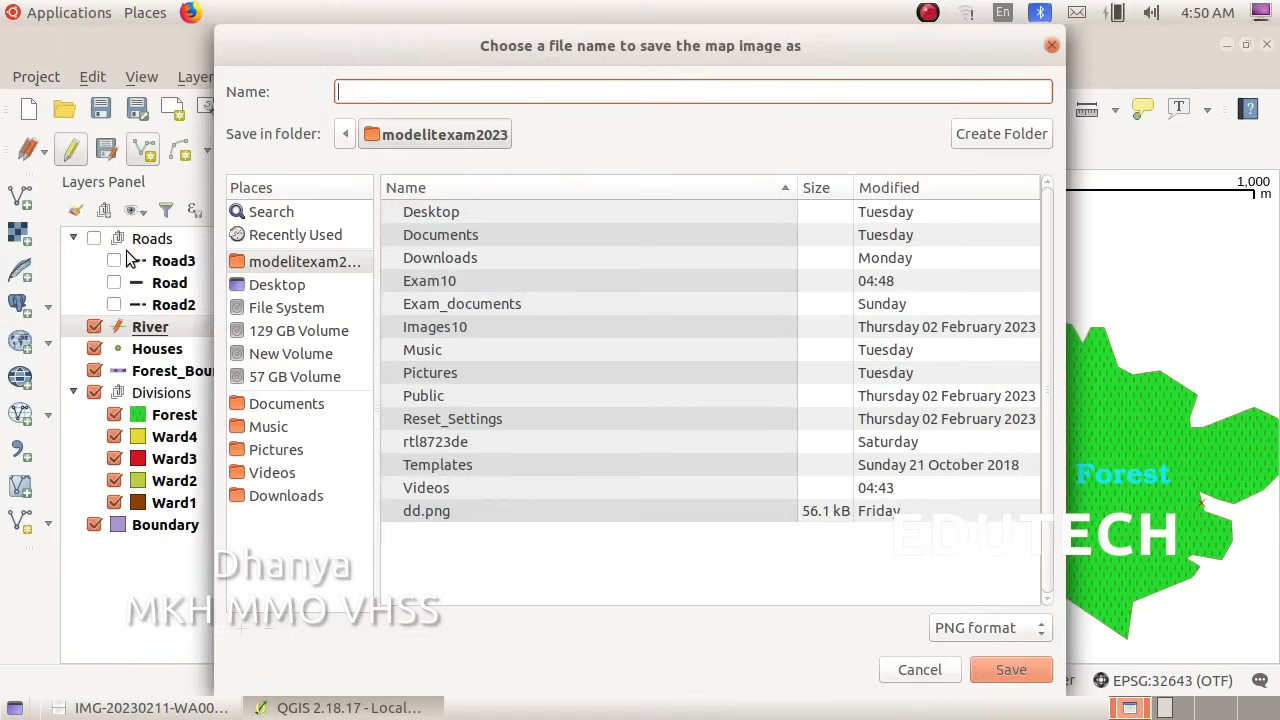 Applications Places En 4:50 AM
Choose a file name to save the map image as
Project Edit View Layer
Name:
Save in folder: modelitexam2023 Create Folder
Layers Panel
Places Name Size Modified
1,000
m
Search Desktop Tuesday
Recently Used Documents Tuesday
Roads Downloads Monday
Road3 modelitexam2... Exam10 04:48
Road Desktop Exam_documents Sunday
Road2 File System Images10 Thursday 02 February 2023
River 129 GB Volume Music Tuesday
Houses New Volume Pictures Tuesday
Forest_Bou 57 GB Volume Public Thursday 02 February 2023
Divisions Documents Reset_Settings Thursday 02 February 2023
Forest Music rtl8723de Saturday
Ward4 Pictures Templates Sunday 21 October 2018
Ward3 Videos Videos 04:43
Ward2 Downloads dd.png 56.1 kB Friday
Ward1
Boundary
Forest
EDUTECH
Dhanya
MKH MMO VHSS
PNG format
Cancel Save
er EPSG:32643 (OTF)
IMG-20230211-WA00... QGIS 2.18.17 - Local...